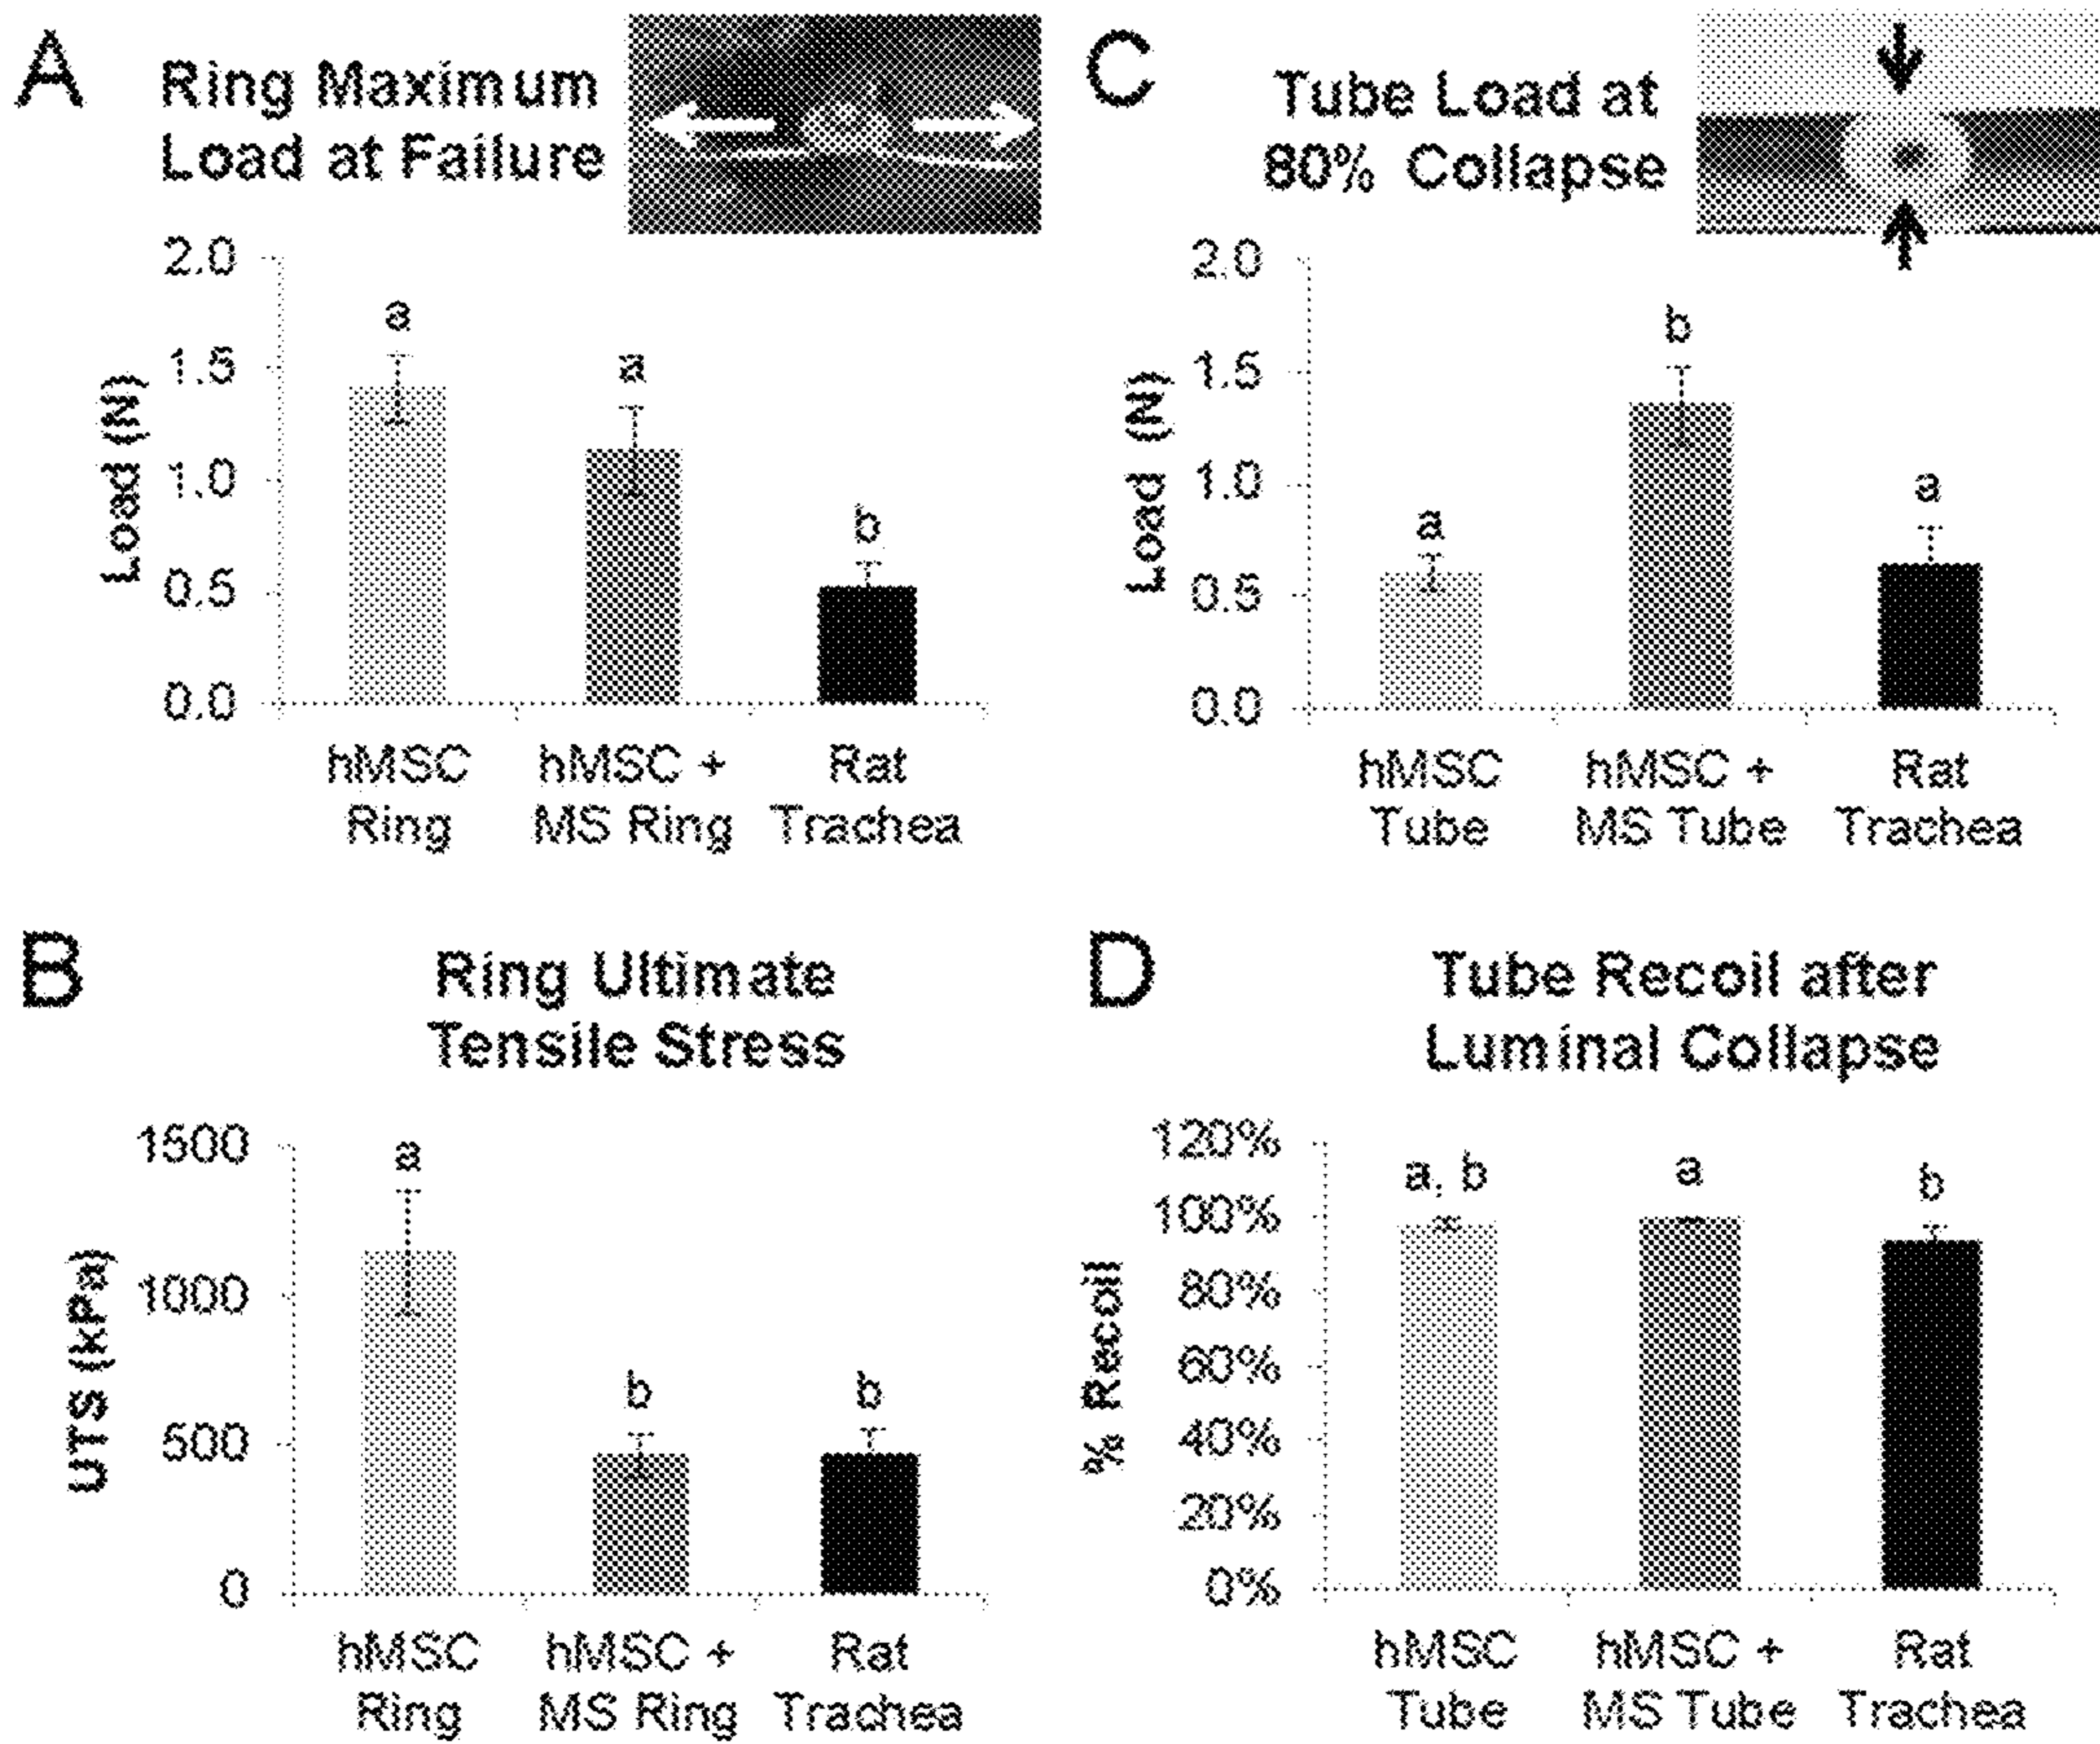 A
Ring Maximum
Load at Failure
2.0
1.5
1.0
0.5
0.0
Load (N)
a
a
b
hMSC
Ring
hMSC +
MS Ring
Rat
Trachea
C
Tube Load at
80% Collapse
2.0
1.5
1.0
0.5
0.0
Load (N)
a
b
a
hMSC
Tube
hMSC +
MS Tube
Rat
Trachea
B
Ring Ultimate
Tensile Stress
1500
1000
500
0
UTS (kPa)
a
b
b
hMSC
Ring
hMSC +
MS Ring
Rat
Trachea
D
Tube Recoil after
Luminal Collapse
120%
100%
80%
60%
40%
20%
0%
% Recoil
a, b
a
b
hMSC
Tube
hMSC +
MS Tube
Rat
Trachea